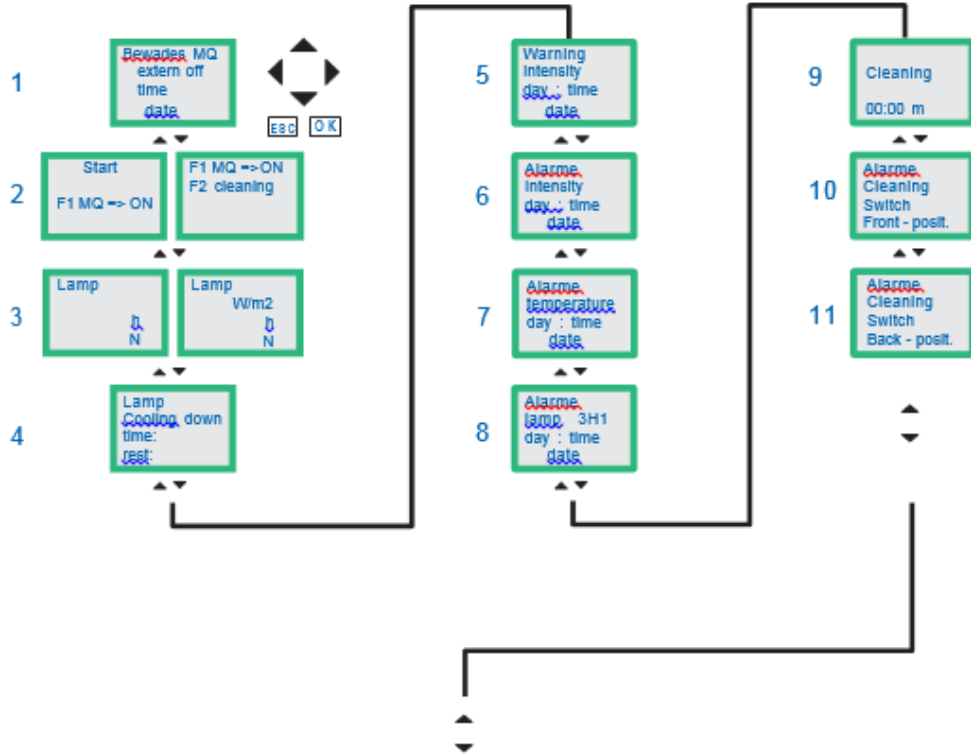 1
Bewades MQ
extern off
time
date
ESC OK
2
Start
F1 MQ => ON
F1 MQ => ON
F2 cleaning
3
Lamp
h
N
Lamp
W/m2
h
N
4
Lamp
Cooling down
time:
rest:
5
Warning
Intensity
day : time
date
6
Alarme
Intensity
day : time
date
7
Alarme
temperature
day : time
date
8
Alarme
lamp 3H1
day : time
date
9
Cleaning
00:00 m
10
Alarme
Cleaning
Switch
Front - posit.
11
Alarme
Cleaning
Switch
Back - posit.